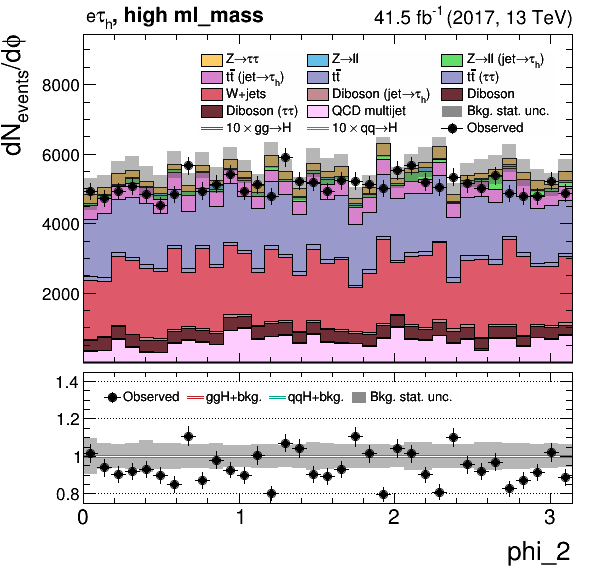 eτh, high ml_mass 41.5 fb⁻¹ (2017, 13 TeV)
dNevents/dϕ
8000
6000
4000
2000
Z→ττ Z→ll Z→ll (jet→τh)
tt̄ (jet→τh) tt̄ tt̄ (ττ)
W+jets Diboson (jet→τh) Diboson
Diboson (ττ) QCD multijet Bkg. stat. unc.
10 × gg→H 10 × qq→H Observed
1.4
1.2
1
0.8
Observed ggH+bkg. qqH+bkg. Bkg. stat. unc.
0 1 2 3
phi_2